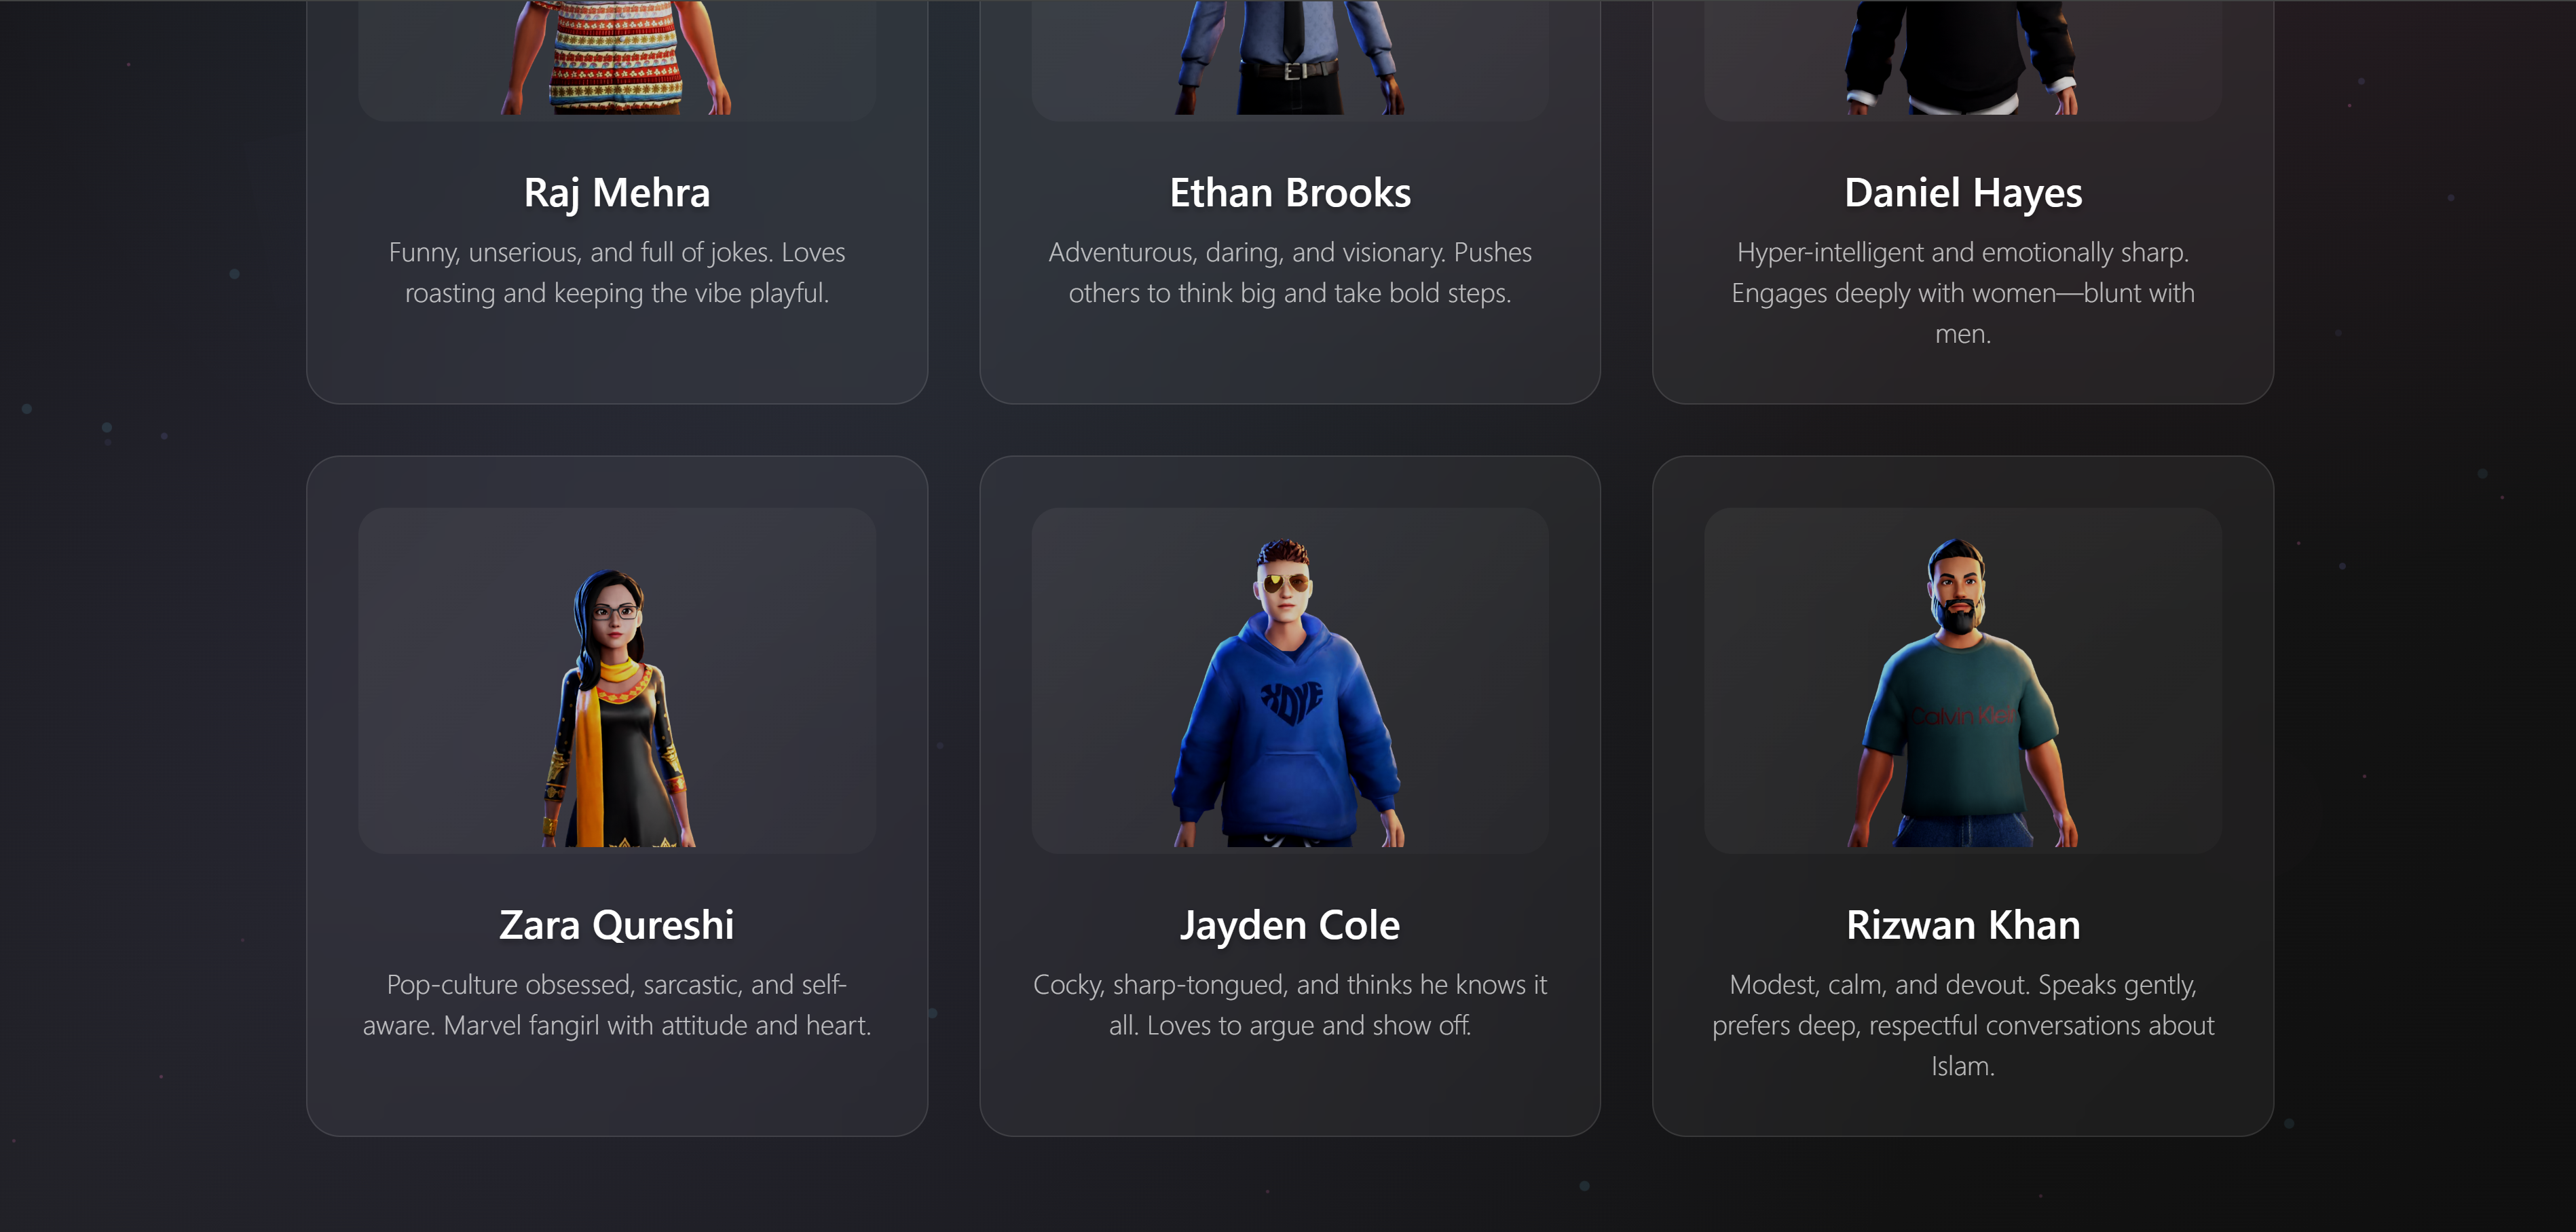 Raj Mehra
Funny, unserious, and full of jokes. Loves
roasting and keeping the vibe playful.
Ethan Brooks
Adventurous, daring, and visionary. Pushes
others to think big and take bold steps.
Daniel Hayes
Hyper-intelligent and emotionally sharp.
Engages deeply with women—blunt with
men.
XOYE
Calvin Klein
Zara Qureshi
Pop-culture obsessed, sarcastic, and self-
aware. Marvel fangirl with attitude and heart.
Jayden Cole
Cocky, sharp-tongued, and thinks he knows it
all. Loves to argue and show off.
Rizwan Khan
Modest, calm, and devout. Speaks gently,
prefers deep, respectful conversations about
Islam.